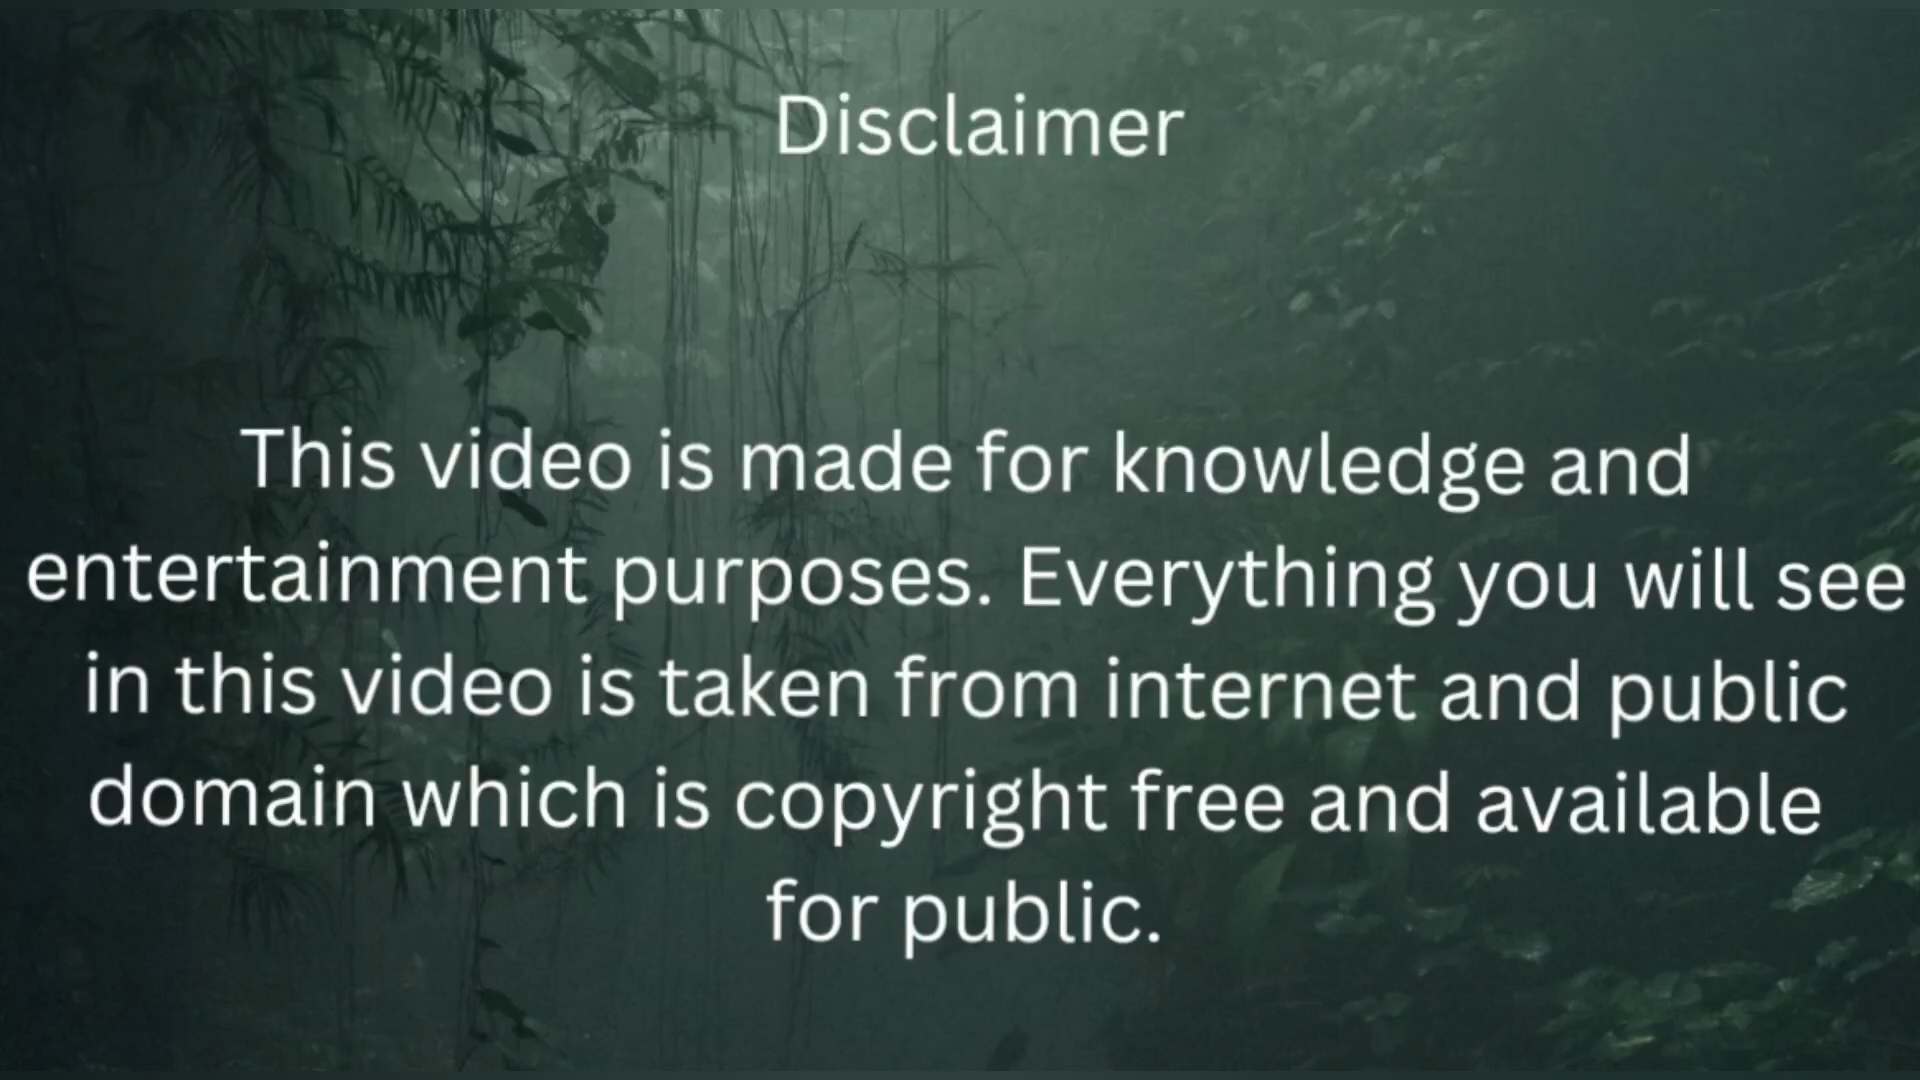 Disclaimer
This video is made for knowledge and
entertainment purposes. Everything you will see
in this video is taken from internet and public
domain which is copyright free and available
for public.